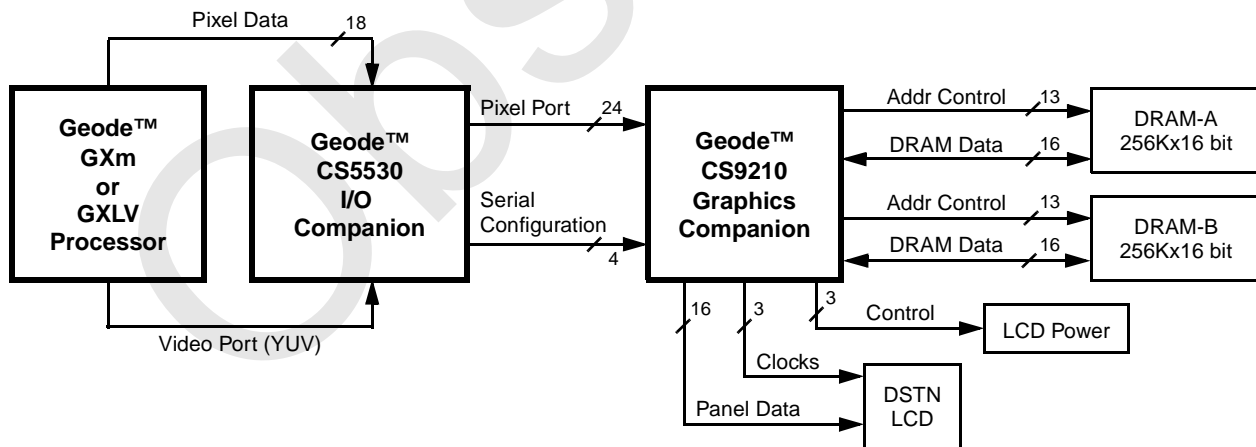 Pixel Data
18
Geode™
GXm
or
GXLV
Processor
Geode™
CS5530
I/O
Companion
Pixel Port
24
Serial
Configuration
4
Video Port (YUV)
Geode™
CS9210
Graphics
Companion
Addr Control
13
DRAM Data
16
DRAM-A
256Kx16 bit
Addr Control
13
DRAM Data
16
DRAM-B
256Kx16 bit
16
3
3
Control
LCD Power
Clocks
Panel Data
DSTN
LCD
Obs